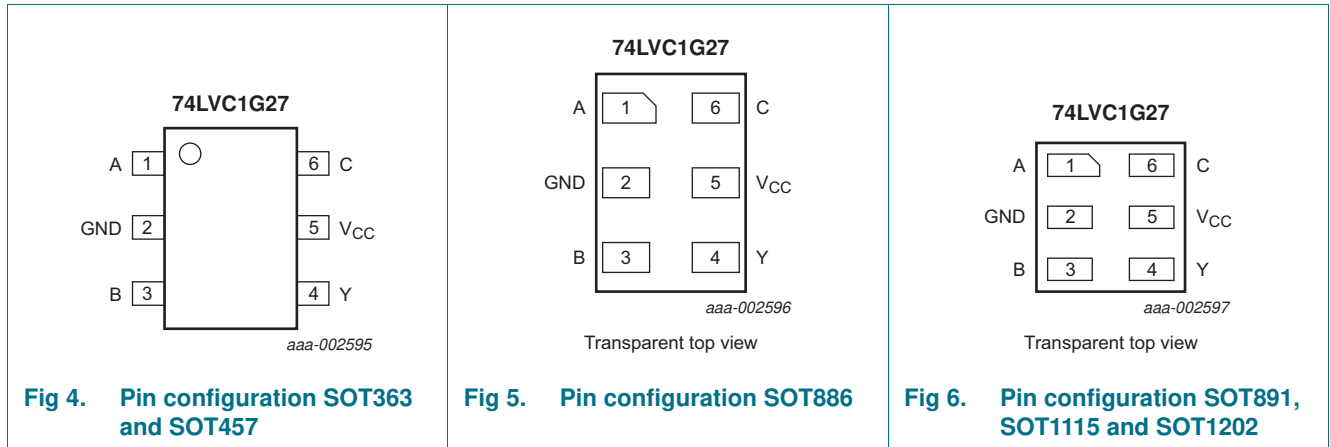 74LVC1G27
A 1 6 C
GND 2 5 VCC
B 3 4 Y
aaa-002595
Fig 4. Pin configuration SOT363
and SOT457
74LVC1G27
A 1 6 C
GND 2 5 VCC
B 3 4 Y
aaa-002596
Transparent top view
Fig 5. Pin configuration SOT886
74LVC1G27
A 1 6 C
GND 2 5 VCC
B 3 4 Y
aaa-002597
Transparent top view
Fig 6. Pin configuration SOT891,
SOT1115 and SOT1202